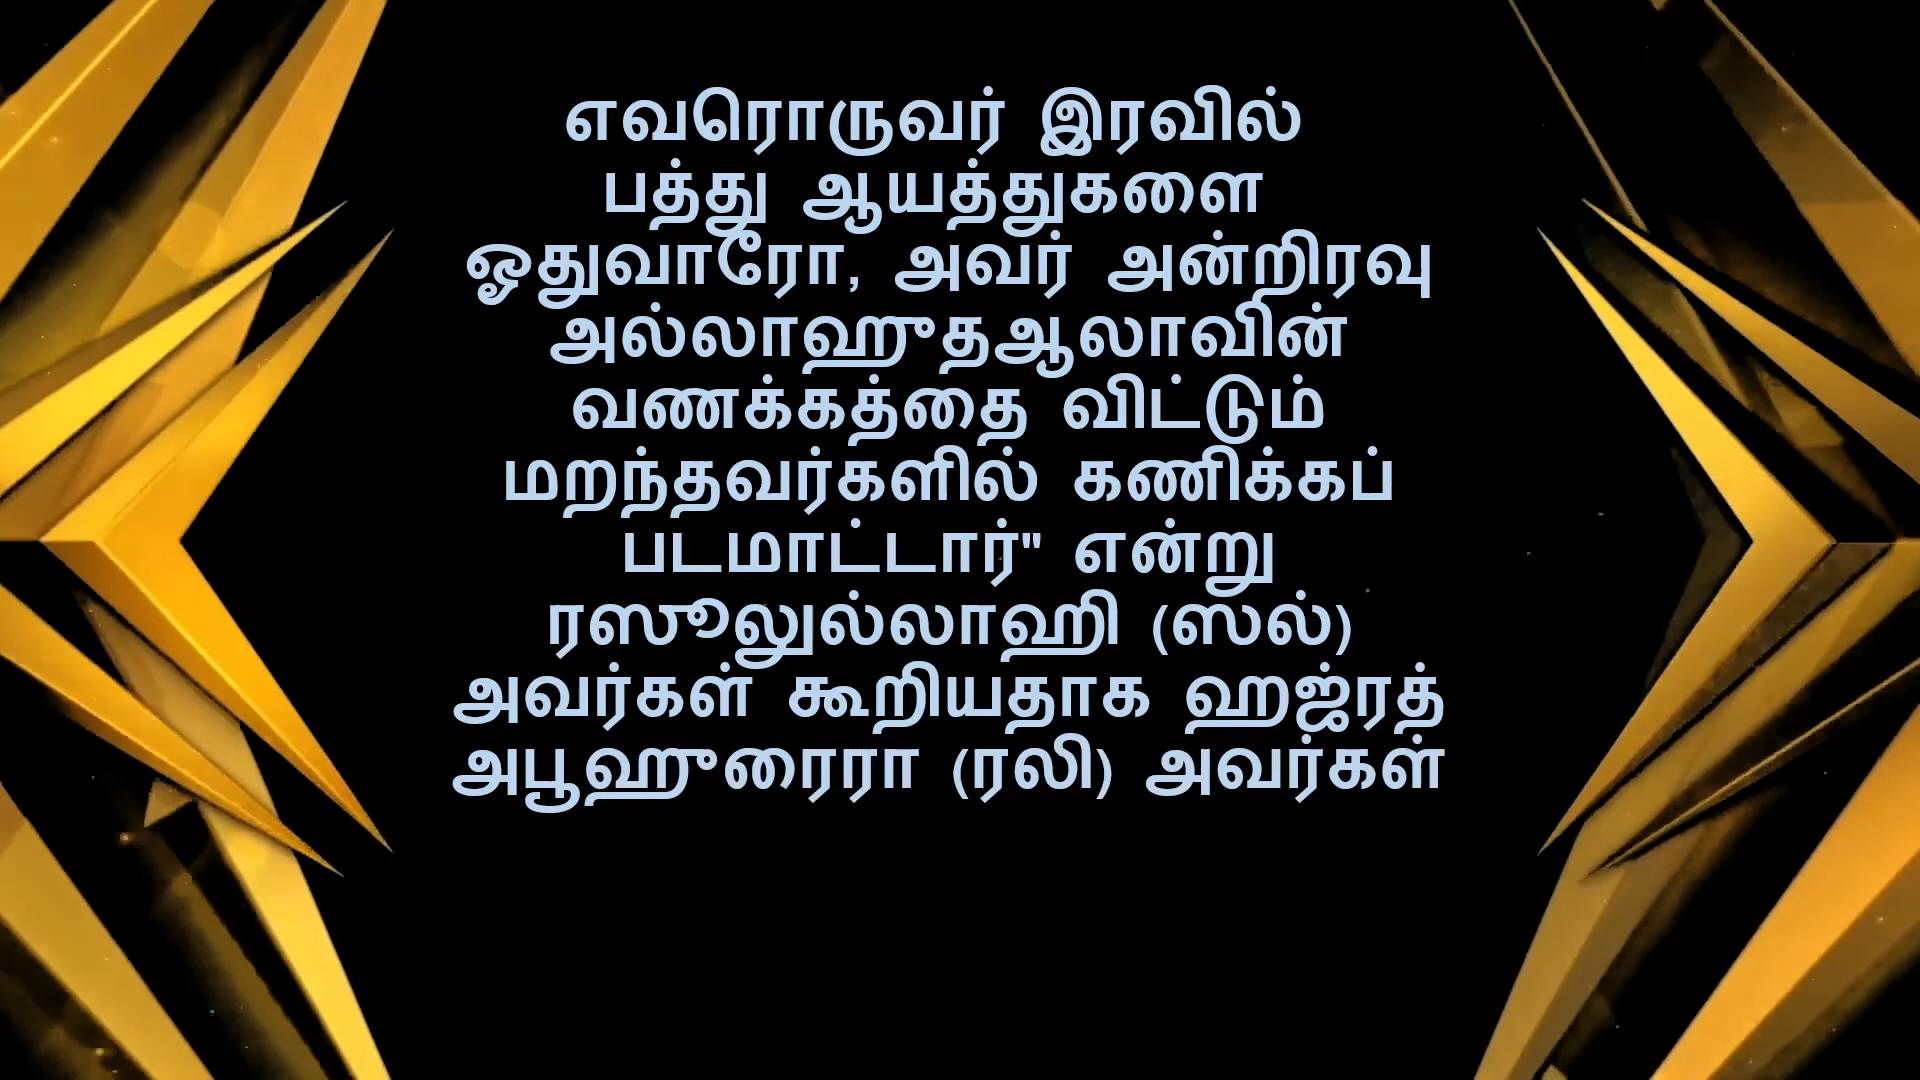 எவரொருவர் இரவில்
பத்து ஆயத்துகளை
ஓதுவாரோ, அவர் அன்றிரவு
அல்லாஹுதஆலாவின்
வணக்கத்தை விட்டும்
மறந்தவர்களில் கணிக்கப்
படமாட்டார்" என்று
ரஸூலுல்லாஹி (ஸல்)
அவர்கள் கூறியதாக ஹஜ்ரத்
அபூஹுரைரா (ரலி) அவர்கள்